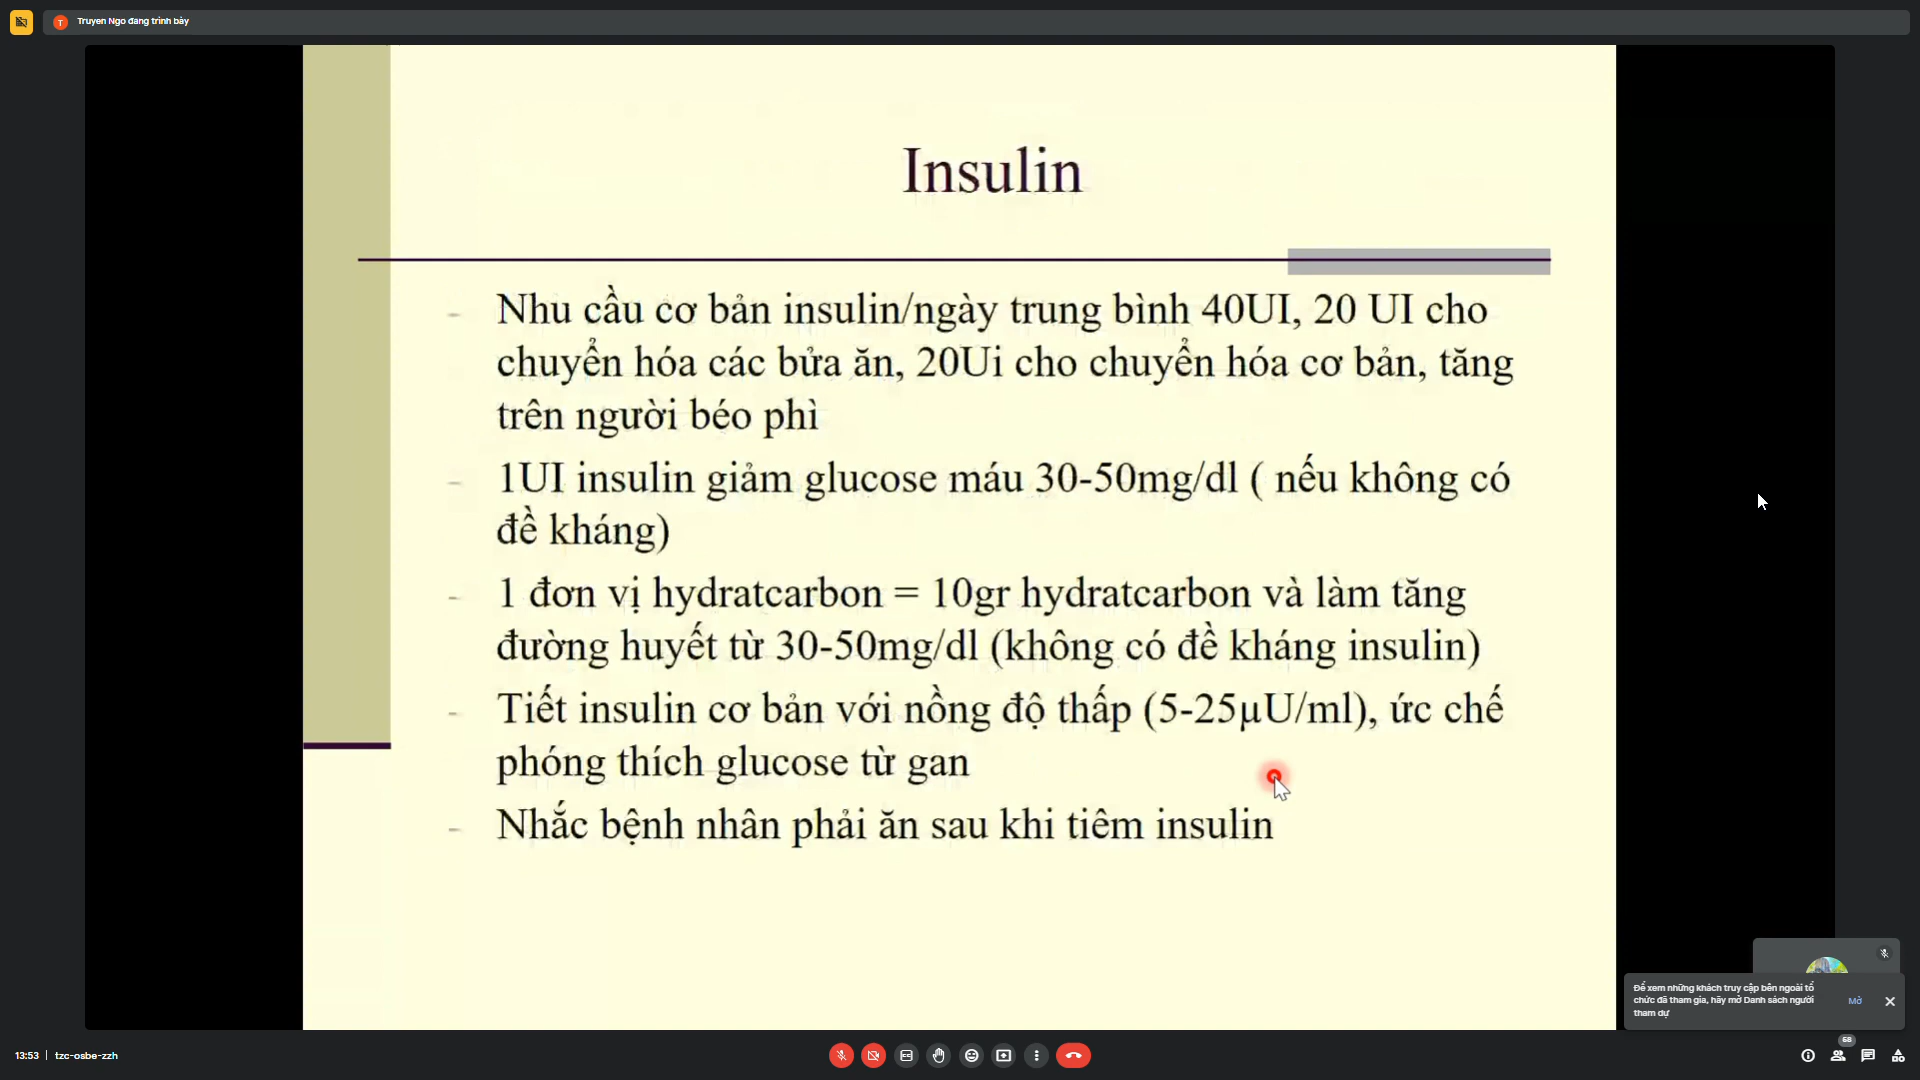 T
Truyen Ngo đang trình bày
Insulin
- Nhu cầu cơ bản insulin/ngày trung bình 40UI, 20 UI cho
chuyển hóa các bửa ăn, 20Ui cho chuyển hóa cơ bản, tăng
trên người béo phì
- 1UI insulin giảm glucose máu 30-50mg/dl ( nếu không có
đề kháng)
- 1 đơn vị hydratcarbon = 10gr hydratcarbon và làm tăng
đường huyết từ 30-50mg/dl (không có đề kháng insulin)
- Tiết insulin cơ bản với nồng độ thấp (5-25µU/ml), ức chế
phóng thích glucose từ gan
- Nhắc bệnh nhân phải ăn sau khi tiêm insulin
Để xem những khách truy cập bên ngoài tổ
chức đã tham gia, hãy mở Danh sách người
tham dự
Mở
13:53 | tzc-osbe-zzh
68